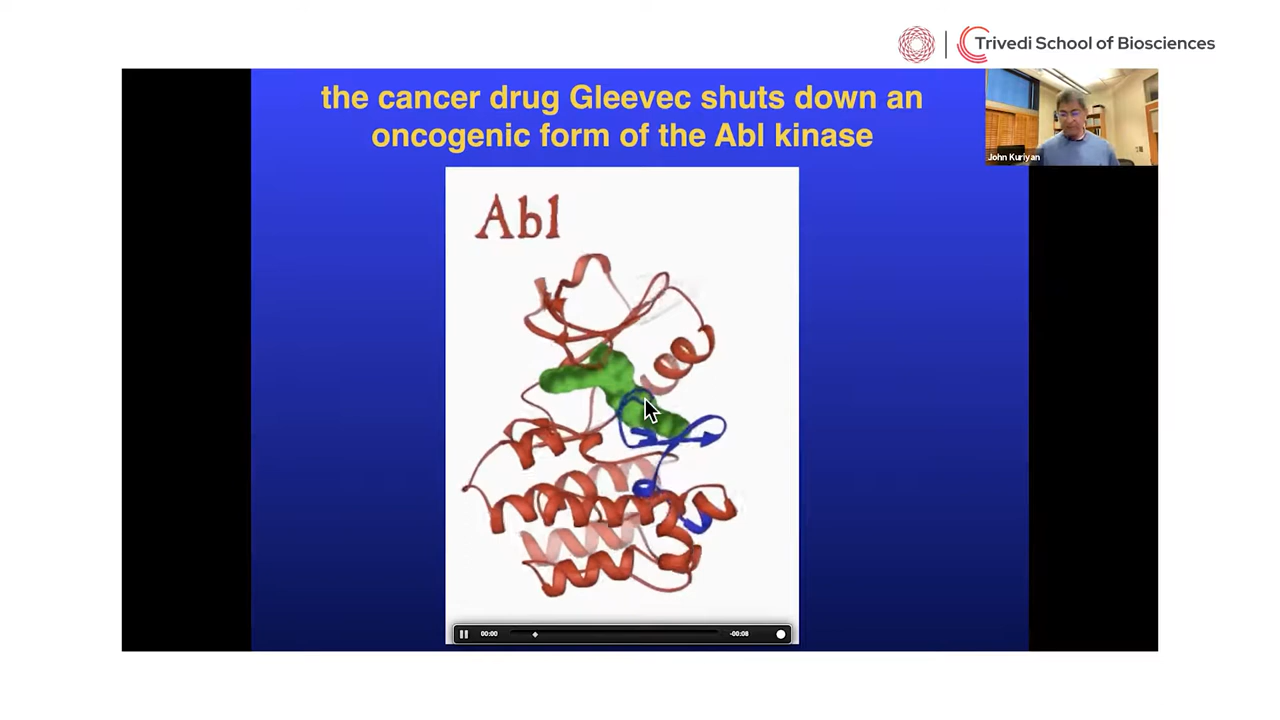 Trivedi School of Biosciences
the cancer drug Gleevec shuts down an
oncogenic form of the Abl kinase
John Kuriyan
Abl
00:00
-00:08